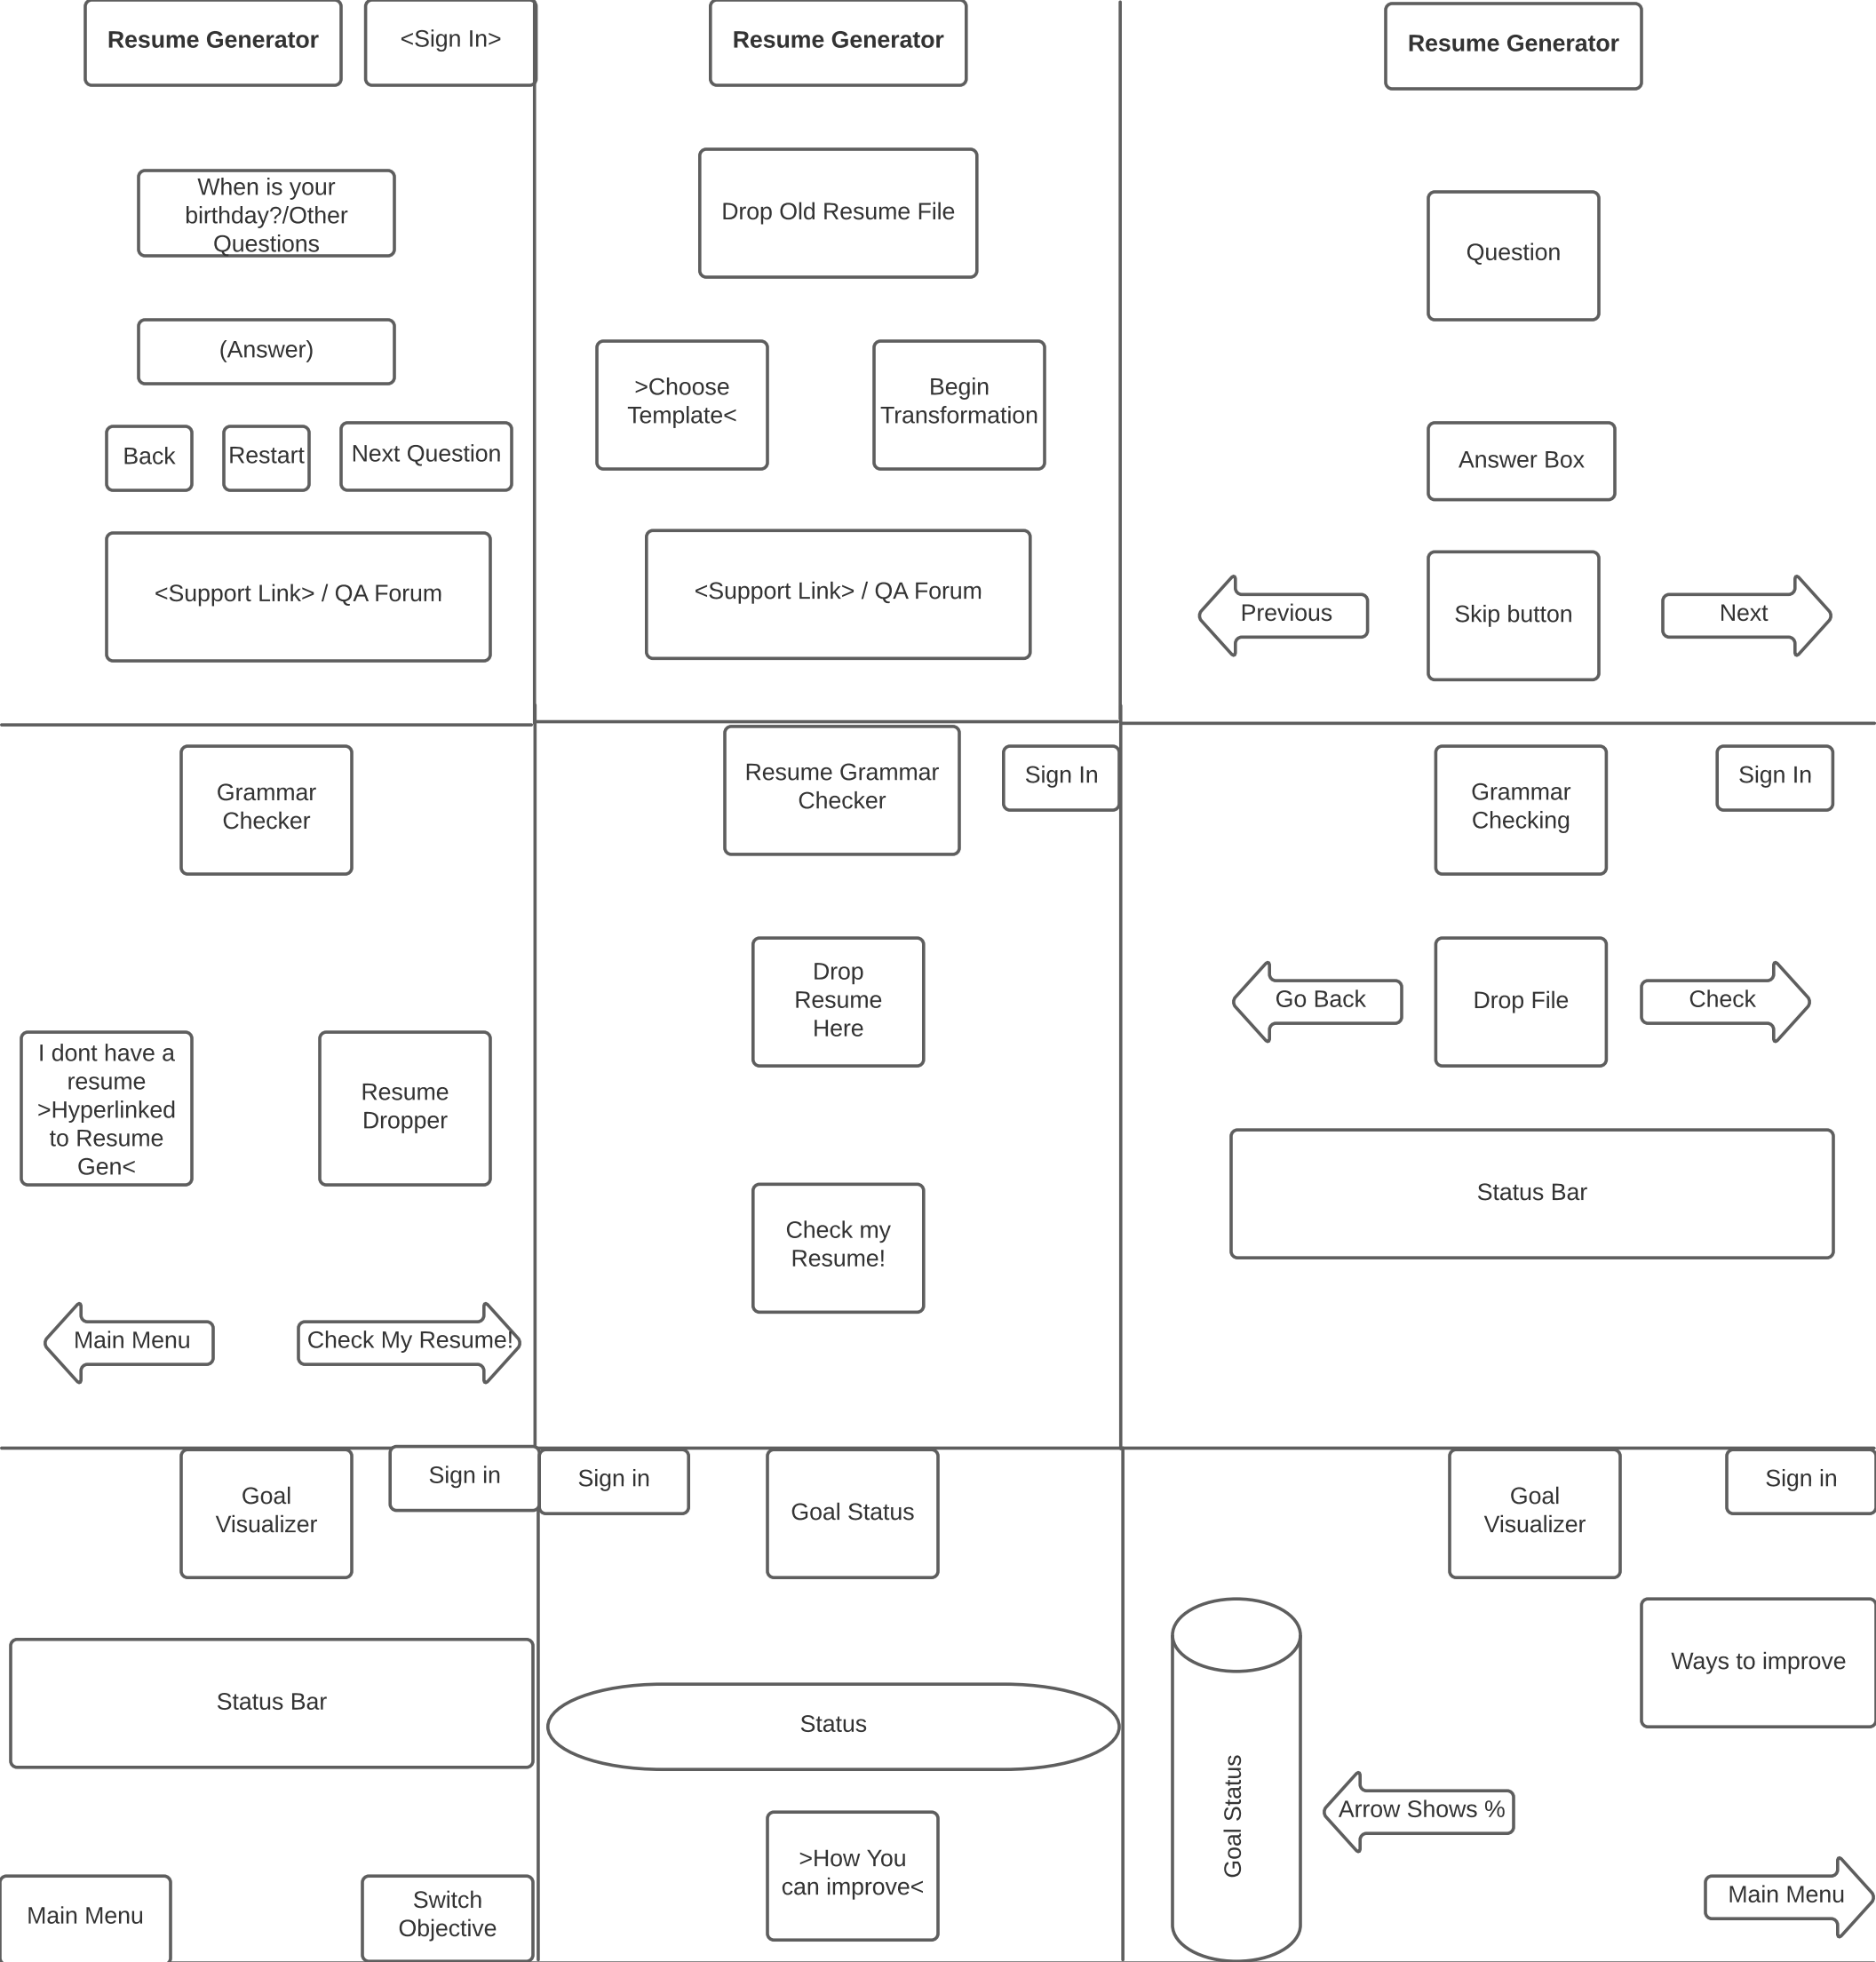 Resume Generator
<Sign In>
When is your
birthday?/Other
Questions
(Answer)
Back
Restart
Next Question
<Support Link> / QA Forum
Resume Generator
Drop Old Resume File
>Choose
Template<
Begin
Transformation
<Support Link> / QA Forum
Resume Generator
Question
Answer Box
Previous
Skip button
Next
Grammar
Checker
I dont have a
resume
>Hyperlinked
to Resume
Gen<
Resume
Dropper
Main Menu
Check My Resume!
Resume Grammar
Checker
Sign In
Drop
Resume
Here
Check my
Resume!
Grammar
Checking
Sign In
Go Back
Drop File
Check
Status Bar
Goal
Visualizer
Sign in
Status Bar
Main Menu
Switch
Objective
Sign in
Goal Status
Status
>How You
can improve<
Goal
Visualizer
Sign in
Ways to improve
Goal Status
Arrow Shows %
Main Menu